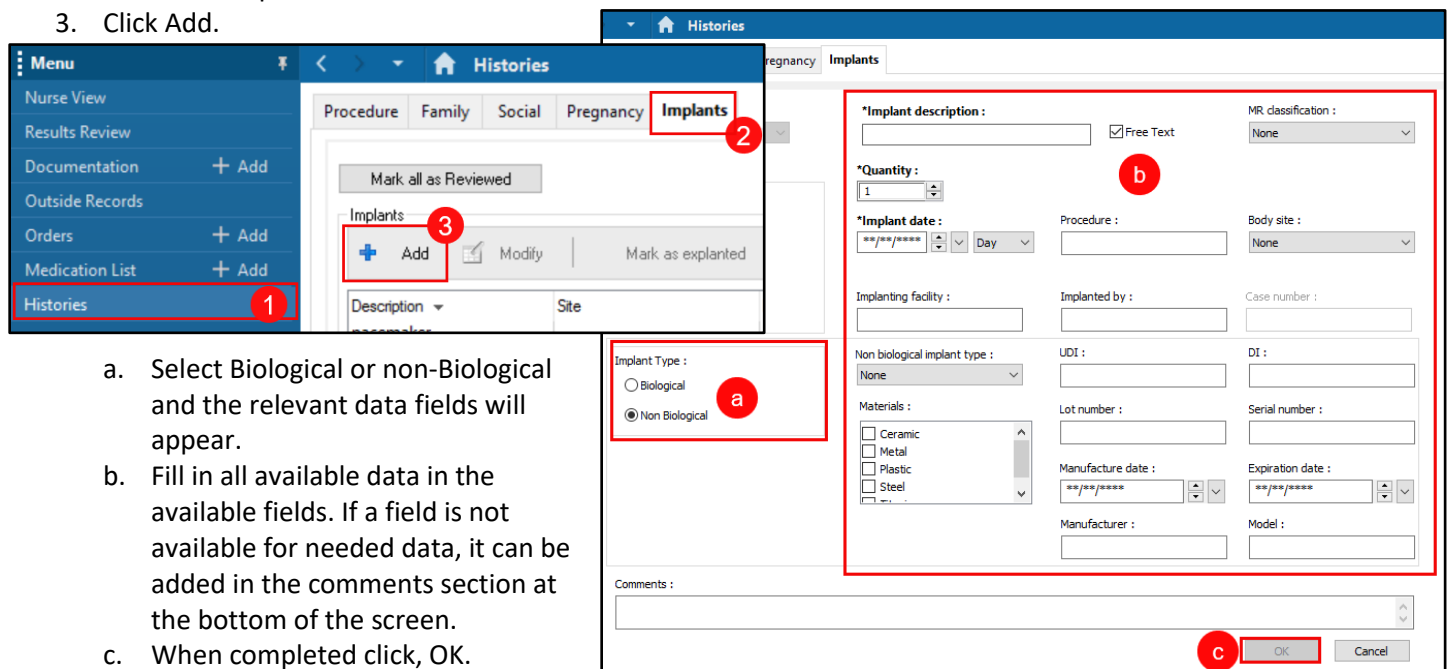 3. Click Add.
Menu
Nurse View
Results Review
Documentation + Add
Outside Records
Orders + Add
Medication List + Add
Histories 1
Histories
Procedure Family Social Pregnancy Implants 2
Mark all as Reviewed
Implants
Add 3 Modify Mark as explanted
Description Site
pacemaker
a. Select Biological or non-Biological
and the relevant data fields will
appear.
b. Fill in all available data in the
available fields. If a field is not
available for needed data, it can be
added in the comments section at
the bottom of the screen.
c. When completed click, OK.
Histories
regnancy Implants
*Implant description : MR classification :
Free Text None
b
*Quantity :
1
*Implant date : Procedure : Body site :
**/**/**** Day None
Implanting facility : Implanted by : Case number :
Implant Type :
Biological
Non Biological
a
Non biological implant type : UDI : DI :
None
Materials : Lot number : Serial number :
Ceramic
Metal
Plastic Manufacture date : Expiration date :
Steel **/**/**** **/**/****
Manufacturer : Model :
Comments :
c OK Cancel